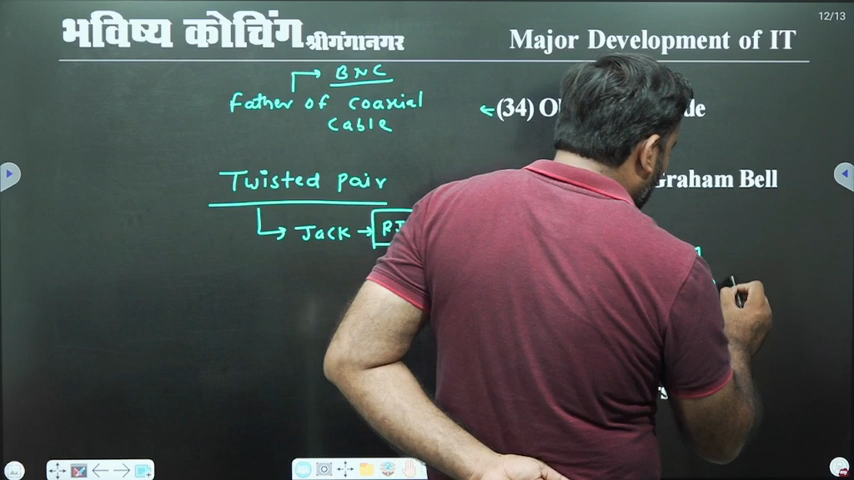 12/13
भविष्य कोचिंग श्रीगंगानगर
Major Development of IT
BNC
Father of coaxial
cable
(34)
Twisted pair
Graham Bell
Jack